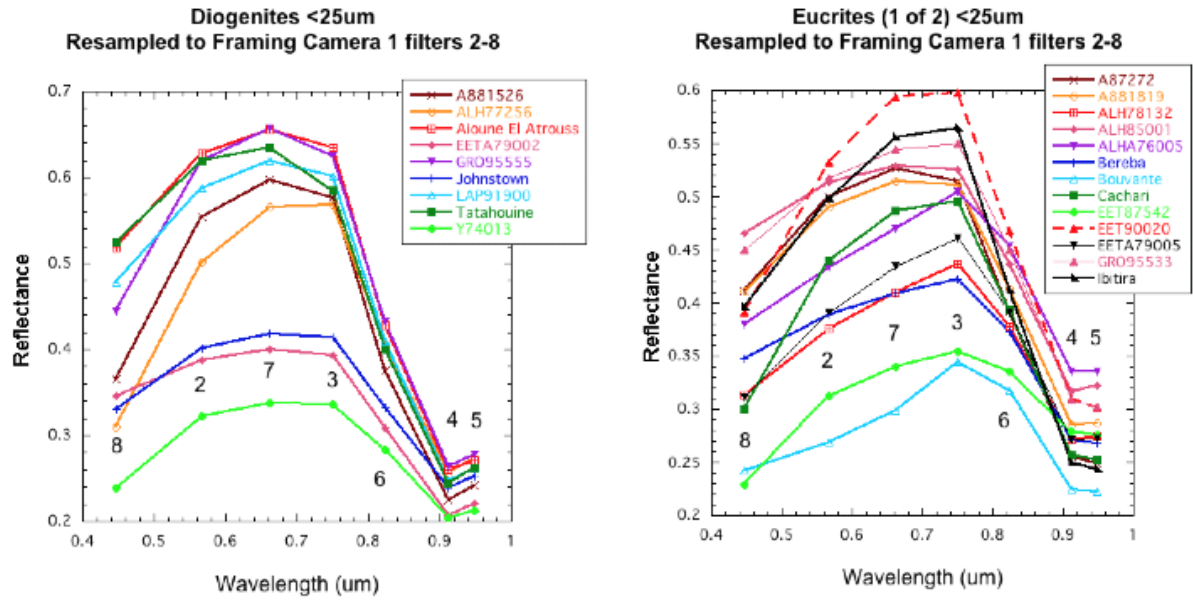 Diogenites <25um
Resampled to Framing Camera 1 filters 2-8
0.7
0.6
0.5
0.4
0.3
0.2
Reflectance
A881526
ALH77256
Aloune El Atrouss
EETA79002
GRO95555
Johnstown
LAP91900
Tatahouine
Y74013
8
2
7
3
6
4
5
0.4
0.5
0.6
0.7
0.8
0.9
1
Wavelength (um)
Eucrites (1 of 2) <25um
Resampled to Framing Camera 1 filters 2-8
0.6
0.55
0.5
0.45
0.4
0.35
0.3
0.25
0.2
Reflectance
A87272
A881819
ALH78132
ALH85001
ALHA76005
Bereba
Bouvante
Cachari
EET87542
EET90020
EETA79005
GRO95533
Ibitira
8
2
7
3
6
4
5
0.4
0.5
0.6
0.7
0.8
0.9
1
Wavelength (um)